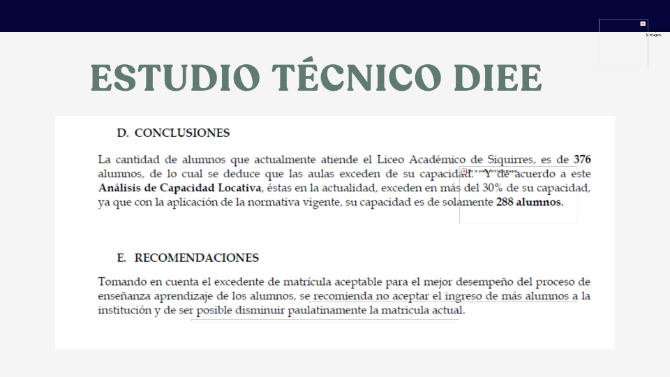 ESTUDIO TÉCNICO DIEE
D. CONCLUSIONES
La cantidad de alumnos que actualmente atiende el Liceo Académico de Siquirres, es de 376
alumnos, de lo cual se deduce que las aulas exceden de su capacidad. Y de acuerdo a este
Análisis de Capacidad Locativa, éstas en la actualidad, exceden en más del 30% de su capacidad,
ya que con la aplicación de la normativa vigente, su capacidad es de solamente 288 alumnos.
E. RECOMENDACIONES
Tomando en cuenta el excedente de matrícula aceptable para el mejor desempeño del proceso de
enseñanza aprendizaje de los alumnos, se recomienda no aceptar el ingreso de más alumnos a la
institución y de ser posible disminuir paulatinamente la matrícula actual.